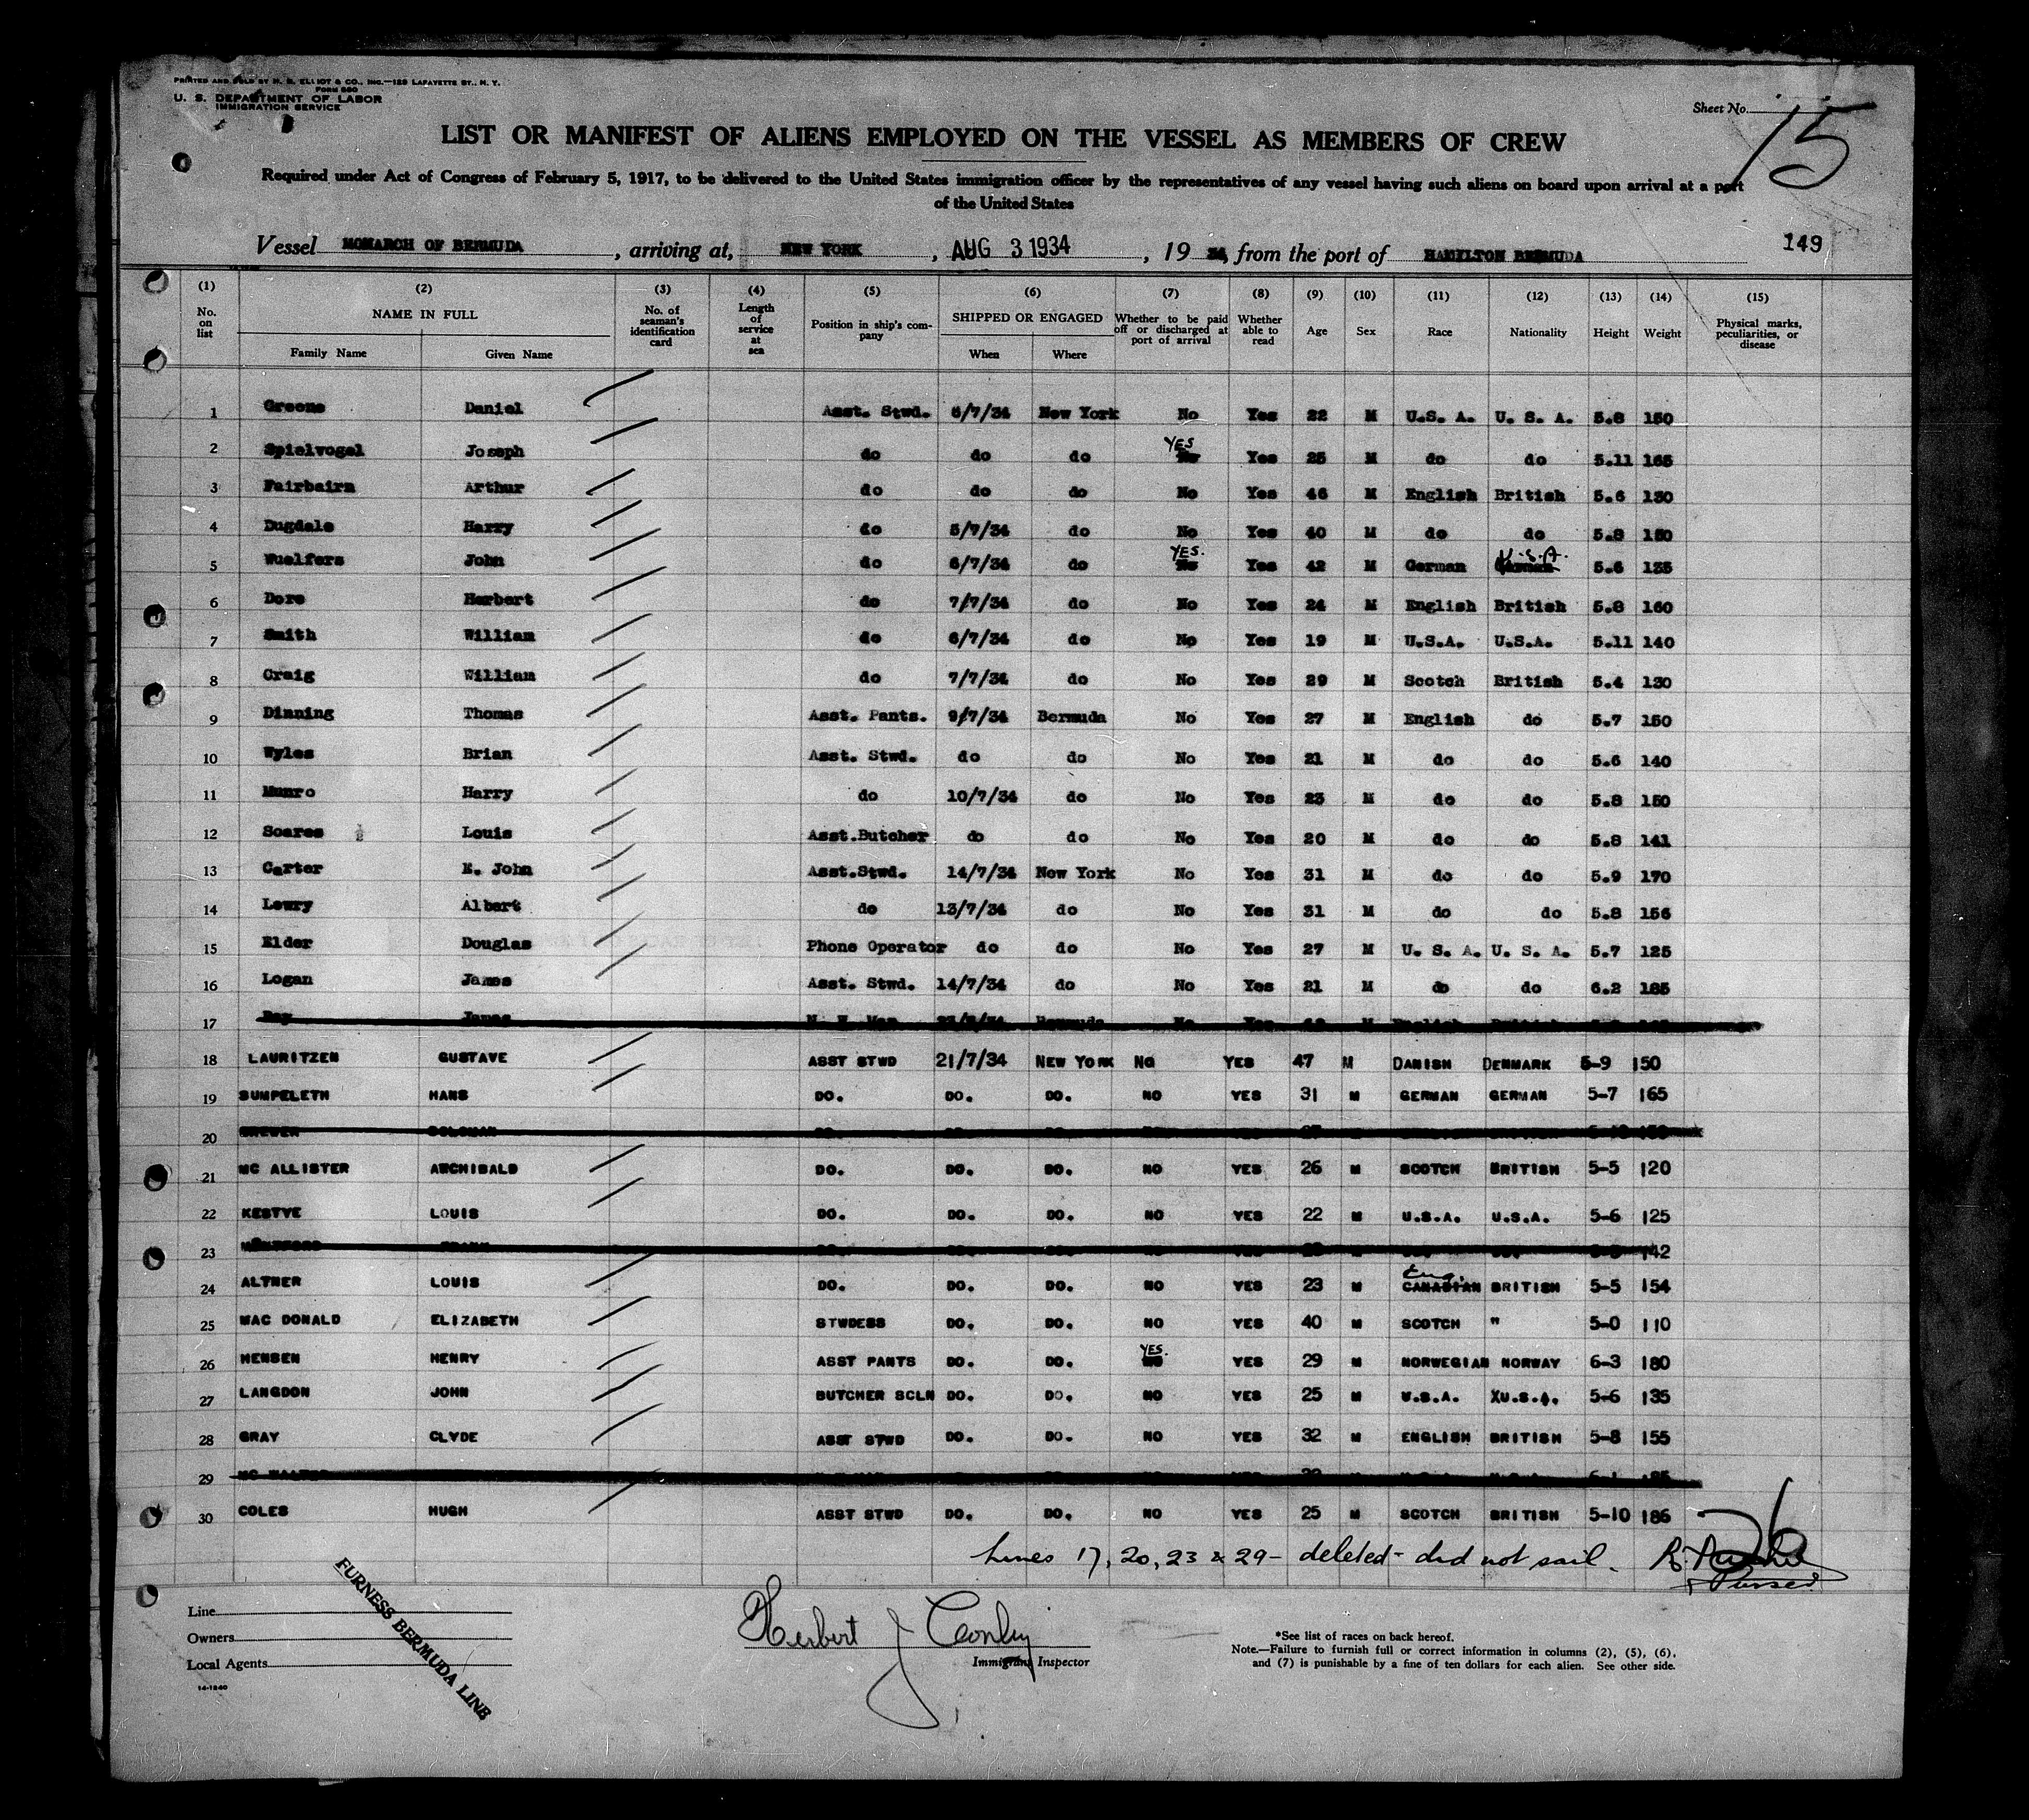 PRINTED AND SOLD BY M. B. ELLIOT & CO., INC.—129 LAFAYETTE ST., N. Y.
FORM 680
U. S. DEPARTMENT OF LABOR
IMMIGRATION SERVICE
Sheet No. 15
LIST OR MANIFEST OF ALIENS EMPLOYED ON THE VESSEL AS MEMBERS OF CREW
Required under Act of Congress of February 5, 1917, to be delivered to the United States immigration officer by the representatives of any vessel having such aliens on board upon arrival at a port
of the United States
Vessel MONARCH OF BERMUDA, arriving at, NEW YORK, AUG 3 1934, 19 34, from the port of HAMILTON BERMUDA 149
(1) (2) (3) (4) (5) (6) (7) (8) (9) (10) (11) (12) (13) (14) (15)
No. on list NAME IN FULL Family Name Given Name No. of seaman's identification card Length of service at sea Position in ship's company SHIPPED OR ENGAGED When Where Whether to be paid off or discharged at port of arrival Whether able to read Age Sex Race Nationality Height Weight Physical marks, peculiarities, or disease
1 Greene Daniel Asst. Stwd. 6/7/34 New York No Yes 22 M U.S. A. U. S. A. 5.8 150
2 Spielvogel Joseph do do do YES No Yes 25 M do do 5.11 165
3 Fairbairn Arthur do do do No Yes 46 M English British 5.6 130
4 Dugdale Harry do 5/7/34 do No Yes 40 M do do 5.8 150
5 Wuelfers John do 6/7/34 do YES. No Yes 42 M German U.S.A. German 5.6 135
6 Dore Herbert do 7/7/34 do No Yes 24 M English British 5.8 160
7 Smith William do 6/7/34 do No Yes 19 M U.S.A. U.S.A. 5.11 140
8 Craig William do 7/7/34 do No Yes 29 M Scotch British 5.4 130
9 Dinning Thomas Asst. Pants. 9/7/34 Bermuda No Yes 27 M English do 5.7 150
10 Wyles Brian Asst. Stwd. do do No Yes 21 M do do 5.6 140
11 Munro Harry do 10/7/34 do No Yes 23 M do do 5.8 150
12 Soares Louis Asst.Butcher do do No Yes 20 M do do 5.8 141
13 Carter E. John Asst.Stwd. 14/7/34 New York No Yes 31 M do do 5.9 170
14 Lowry Albert do 13/7/34 do No Yes 31 M do do 5.8 156
15 Elder Douglas Phone Operator do do No Yes 27 M U. S. A. U. S. A. 5.7 125
16 Logan James Asst. Stwd. 14/7/34 do No Yes 21 M do do 6.2 185
17 James Bermuda No Yes M English British
18 LAURITZEN GUSTAVE ASST STWD 21/7/34 NEW YORK NO YES 47 M DANISH DENMARK 5-9 150
19 SUMPELETH HANS DO. DO. DO. NO YES 31 M GERMAN GERMAN 5-7 165
20 BREWER SOLOMAN
21 MC ALLISTER ARCHIBALD DO. DO. DO. NO YES 26 M SCOTCH BRITISH 5-5 120
22 KESTYE LOUIS DO. DO. DO. NO YES 22 M U.S.A. U.S.A. 5-6 125
23 FRANK 142
24 ALTNER LOUIS DO. DO. DO. NO YES 23 M Eng. CANADIAN BRITISH 5-5 154
25 MAC DONALD ELIZABETH STWDESS DO. DO. NO YES 40 M SCOTCH " 5-0 110
26 HENSEN HENRY ASST PANTS DO. DO. YES. NO YES 29 M NORWEGIAN NORWAY 6-3 180
27 LANGDON JOHN BUTCHER SCLN DO. DO. NO YES 25 M U.S.A. XU.S.A. 5-6 135
28 GRAY CLYDE ASST STWD DO. DO. NO YES 32 M ENGLISH BRITISH 5-8 155
29
30 COLES HUGH ASST STWD DO. DO. NO YES 25 M SCOTCH BRITISH 5-10 186
Lines 17, 20, 23 & 29 - deleted - did not sail. R.
Purser
Line
Owners
Local Agents
14-1240
FURNESS BERMUDA LINE
Herbert J Conley
Immigrant Inspector
*See list of races on back hereof.
Note.—Failure to furnish full or correct information in columns (2), (5), (6),
and (7) is punishable by a fine of ten dollars for each alien. See other side.